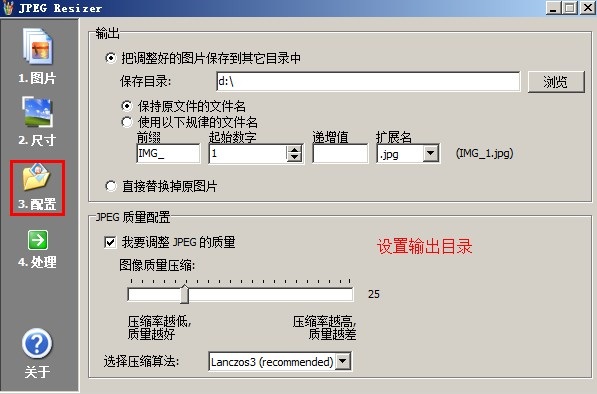 JPEG Resizer
1.图片
2.尺寸
3.配置
4.处理
关于
输出
把调整好的图片保存到其它目录中
保存目录: d:\ 浏览
保持原文件的文件名
使用以下规律的文件名
前缀 起始数字 递增值 扩展名
IMG_ 1 .jpg (IMG_1.jpg)
直接替换掉原图片
JPEG 质量配置
我要调整 JPEG 的质量
设置输出目录
图像质量压缩:
25
压缩率越低, 压缩率越高,
质量越好 质量越差
选择压缩算法: Lanczos3 (recommended)